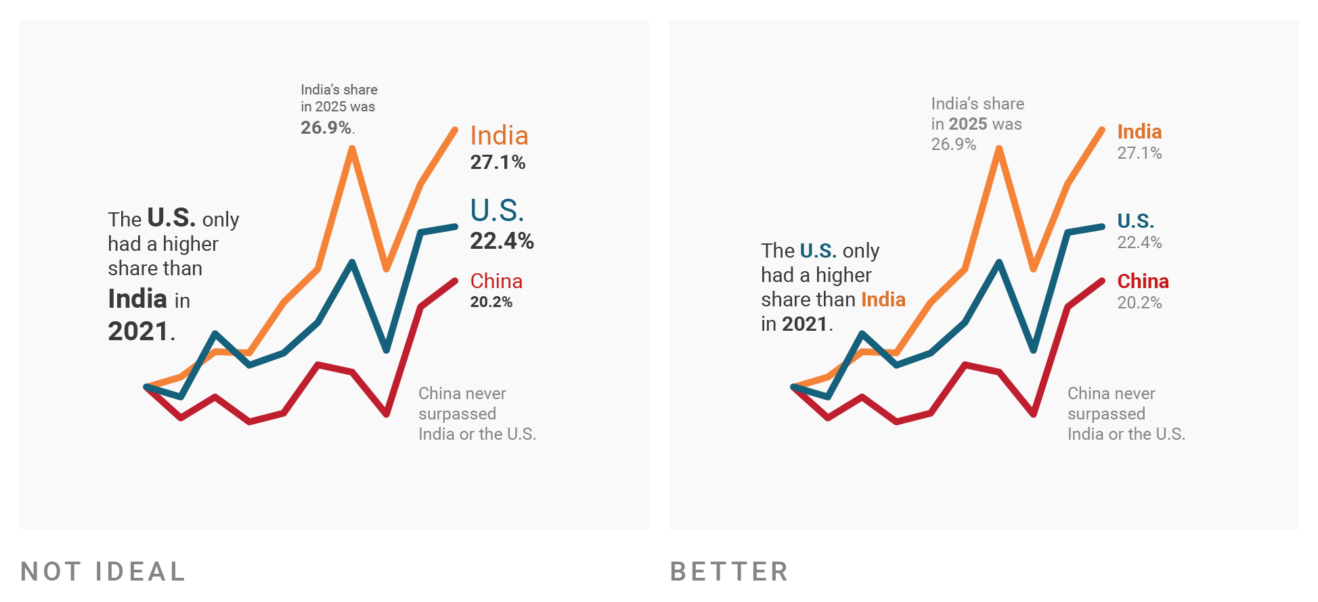 India's share
in 2025 was
26.9%.
India
27.1%
U.S.
22.4%
China
20.2%
The U.S. only
had a higher
share than
India in
2021.
China never
surpassed
India or the U.S.
NOT IDEAL
India's share
in 2025 was
26.9%
India
27.1%
U.S.
22.4%
China
20.2%
The U.S. only
had a higher
share than India
in 2021.
China never
surpassed
India or the U.S.
BETTER